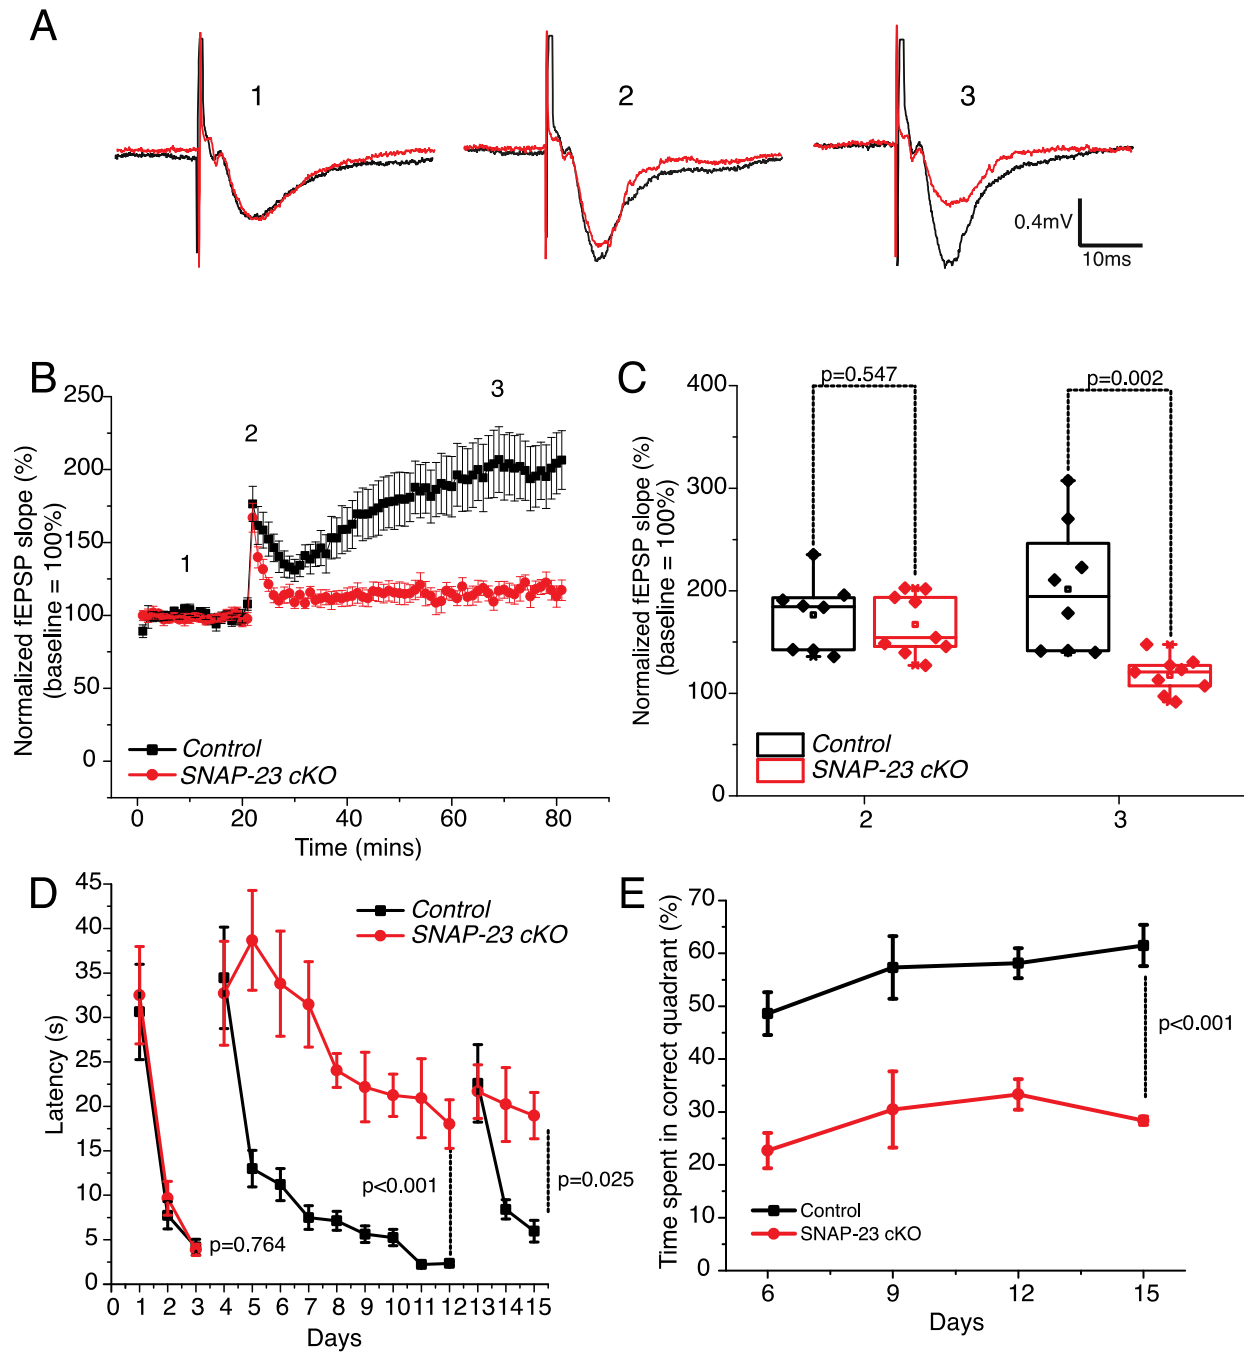 A
1
2
3
0.4mV
10ms
B
Normalized fEPSP slope (%)
(baseline = 100%)
250
200
150
100
50
0
1
2
3
Control
SNAP-23 cKO
0
20
40
60
80
Time (mins)
C
Normalized fEPSP slope (%)
(baseline = 100%)
400
300
200
100
0
p=0.547
p=0.002
Control
SNAP-23 cKO
2
3
D
Latency (s)
45
40
35
30
25
20
15
10
5
0
Control
SNAP-23 cKO
p=0.764
p<0.001
p=0.025
0 1 2 3 4 5 6 7 8 9 10 11 12 13 14 15
Days
E
Time spent in correct quadrant (%)
70
60
50
40
30
20
10
0
p<0.001
Control
SNAP-23 cKO
6
9
12
15
Days